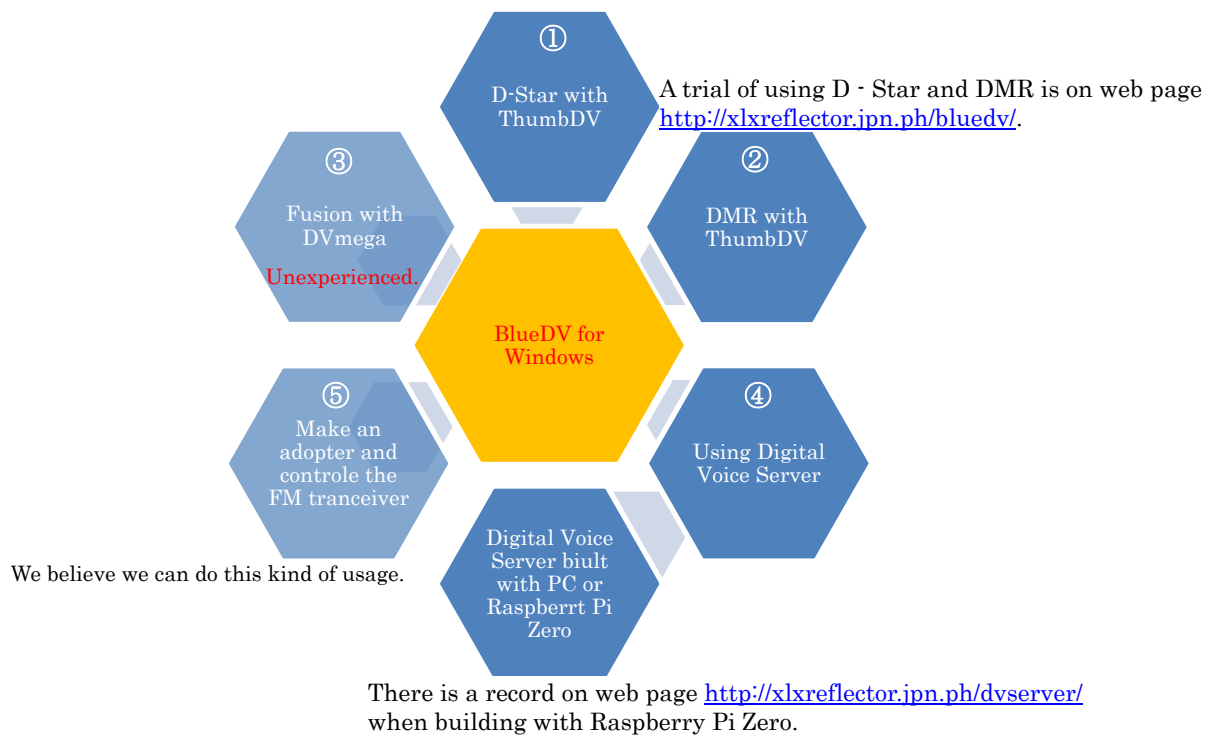 ①
D-Star with
ThumbDV
A trial of using D - Star and DMR is on web page
http://xlxreflector.jpn.ph/bluedv/.
③
Fusion with
DVmega
Unexperienced.
②
DMR with
ThumbDV
BlueDV for
Windows
⑤
Make an
adopter and
controle the
FM tranceiver
④
Using Digital
Voice Server
We believe we can do this kind of usage.
Digital Voice
Server biult
with PC or
Raspberrt Pi
Zero
There is a record on web page http://xlxreflector.jpn.ph/dvserver/
when building with Raspberry Pi Zero.